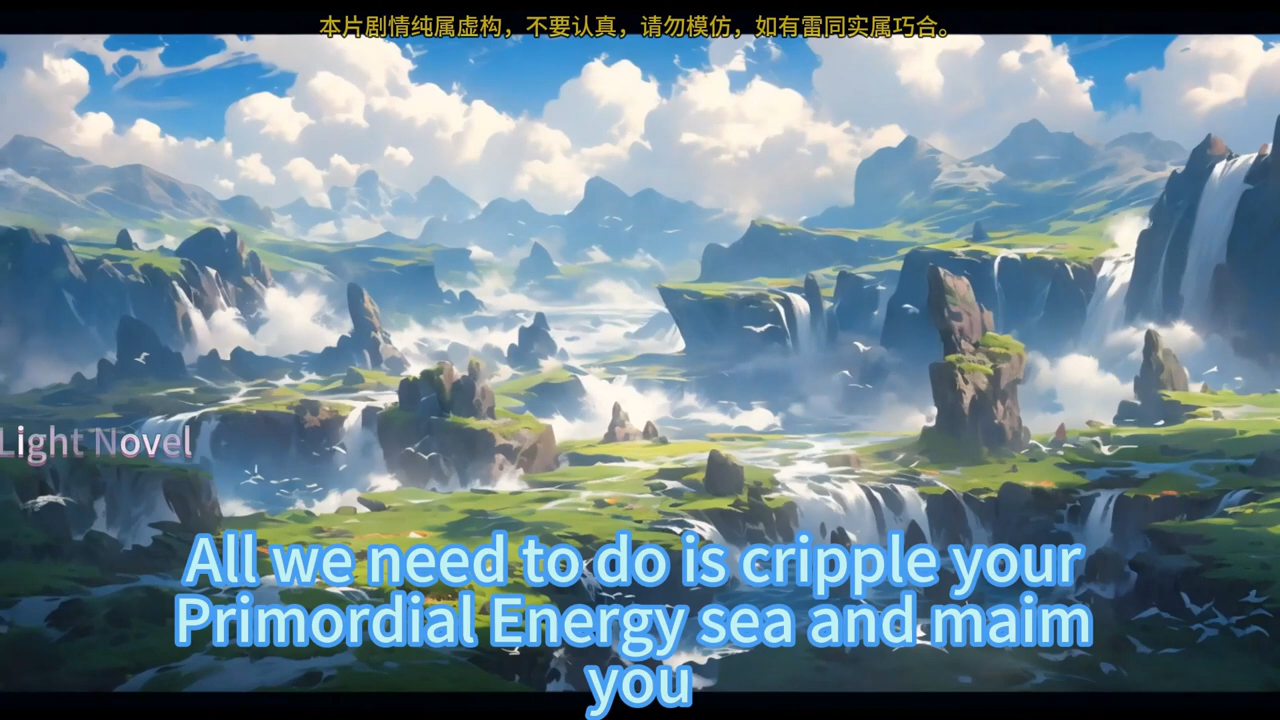 本片剧情纯属虚构，不要认真，请勿模仿，如有雷同实属巧合。
Light Novel
All we need to do is cripple your
Primordial Energy sea and maim
you